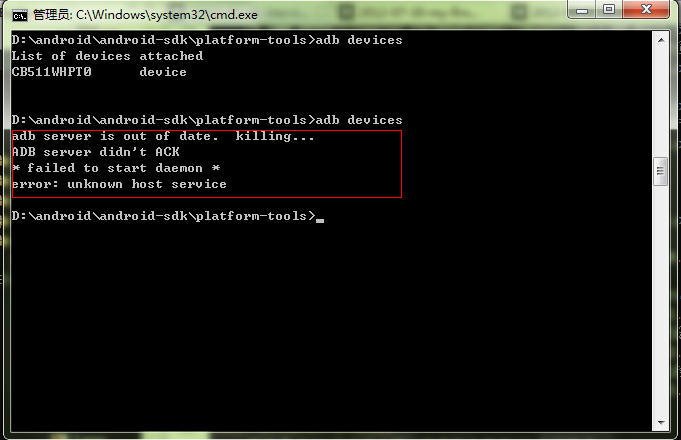 管理员: C:\Windows\system32\cmd.exe
D:\android\android-sdk\platform-tools>adb devices
List of devices attached
CB511WHPT0      device
D:\android\android-sdk\platform-tools>adb devices
adb server is out of date.  killing...
ADB server didn't ACK
* failed to start daemon *
error: unknown host service
D:\android\android-sdk\platform-tools>